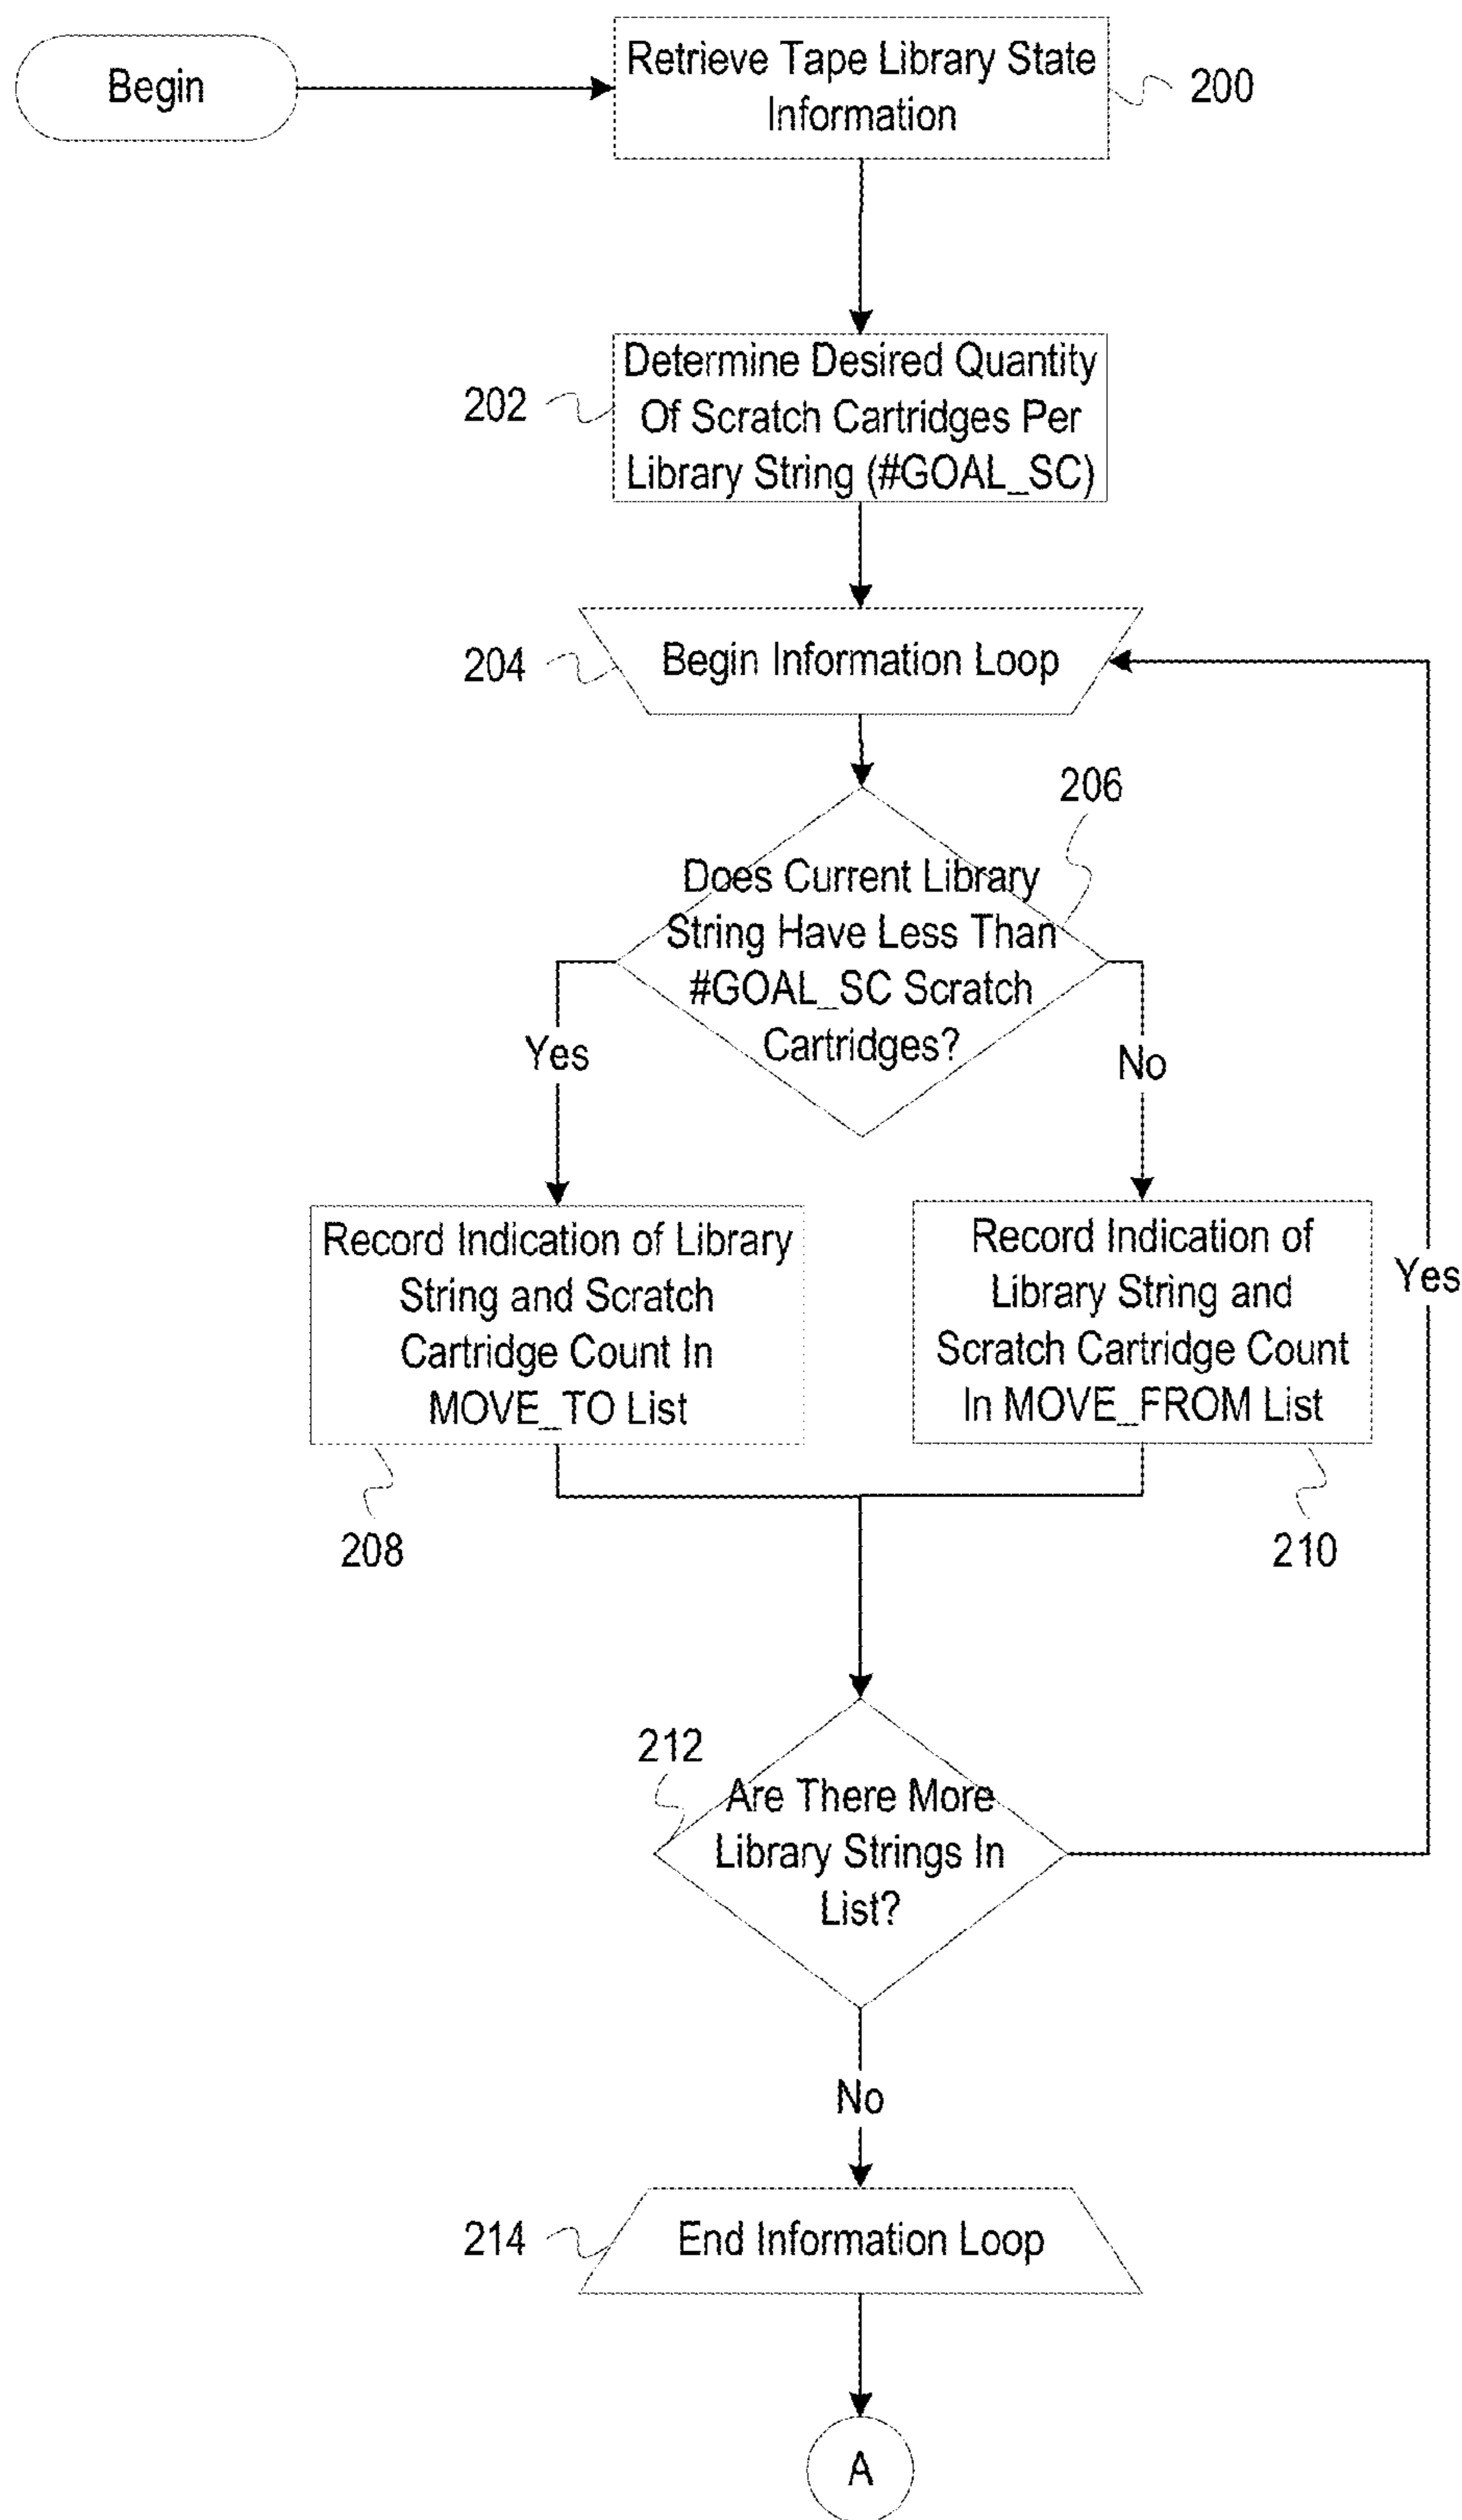 Begin
Retrieve Tape Library State
Information
200
Determine Desired Quantity
Of Scratch Cartridges Per
Library String (#GOAL_SC)
202
204
Begin Information Loop
206
Does Current Library
String Have Less Than
#GOAL_SC Scratch
Cartridges?
Yes
No
Record Indication of Library
String and Scratch
Cartridge Count In
MOVE_TO List
Record Indication of
Library String and
Scratch Cartridge Count
In MOVE_FROM List
Yes
208
210
212
Are There More
Library Strings In
List?
No
214
End Information Loop
A